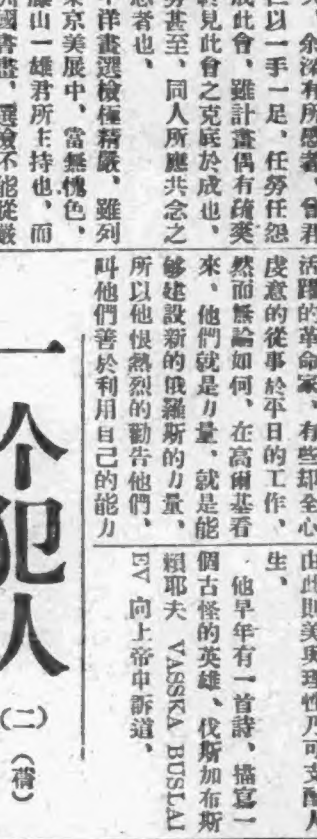 余深有所感者、曾君
以一手一足、任勞任怨
成此會、雖計畫偶有疏爽
終見此會之克底於成也、
勞甚至、同人所應共念之
者也、
洋畫選檢極精嚴、雖列
東京美展中、當無愧色、
藤山一雄君所主持也、而
國書畫、選檢不能從嚴
活躍的革命家、有些却全心
虔意的從事於平日的工作、
然而無論如何、在高爾基看
來、他們就是力量、就是能
够建設新的俄羅斯的力量、
所以他恨熱烈的勸告他們、
叫他們善於利用自己的能力
由此則美與理性乃可支配人
生、
他早年有一首詩、描寫一
個古怪的英雄、伐斯加布斯
賴耶夫 VASSKA BUSLAI
EV 向上帝申訴道、
一个犯人(二)